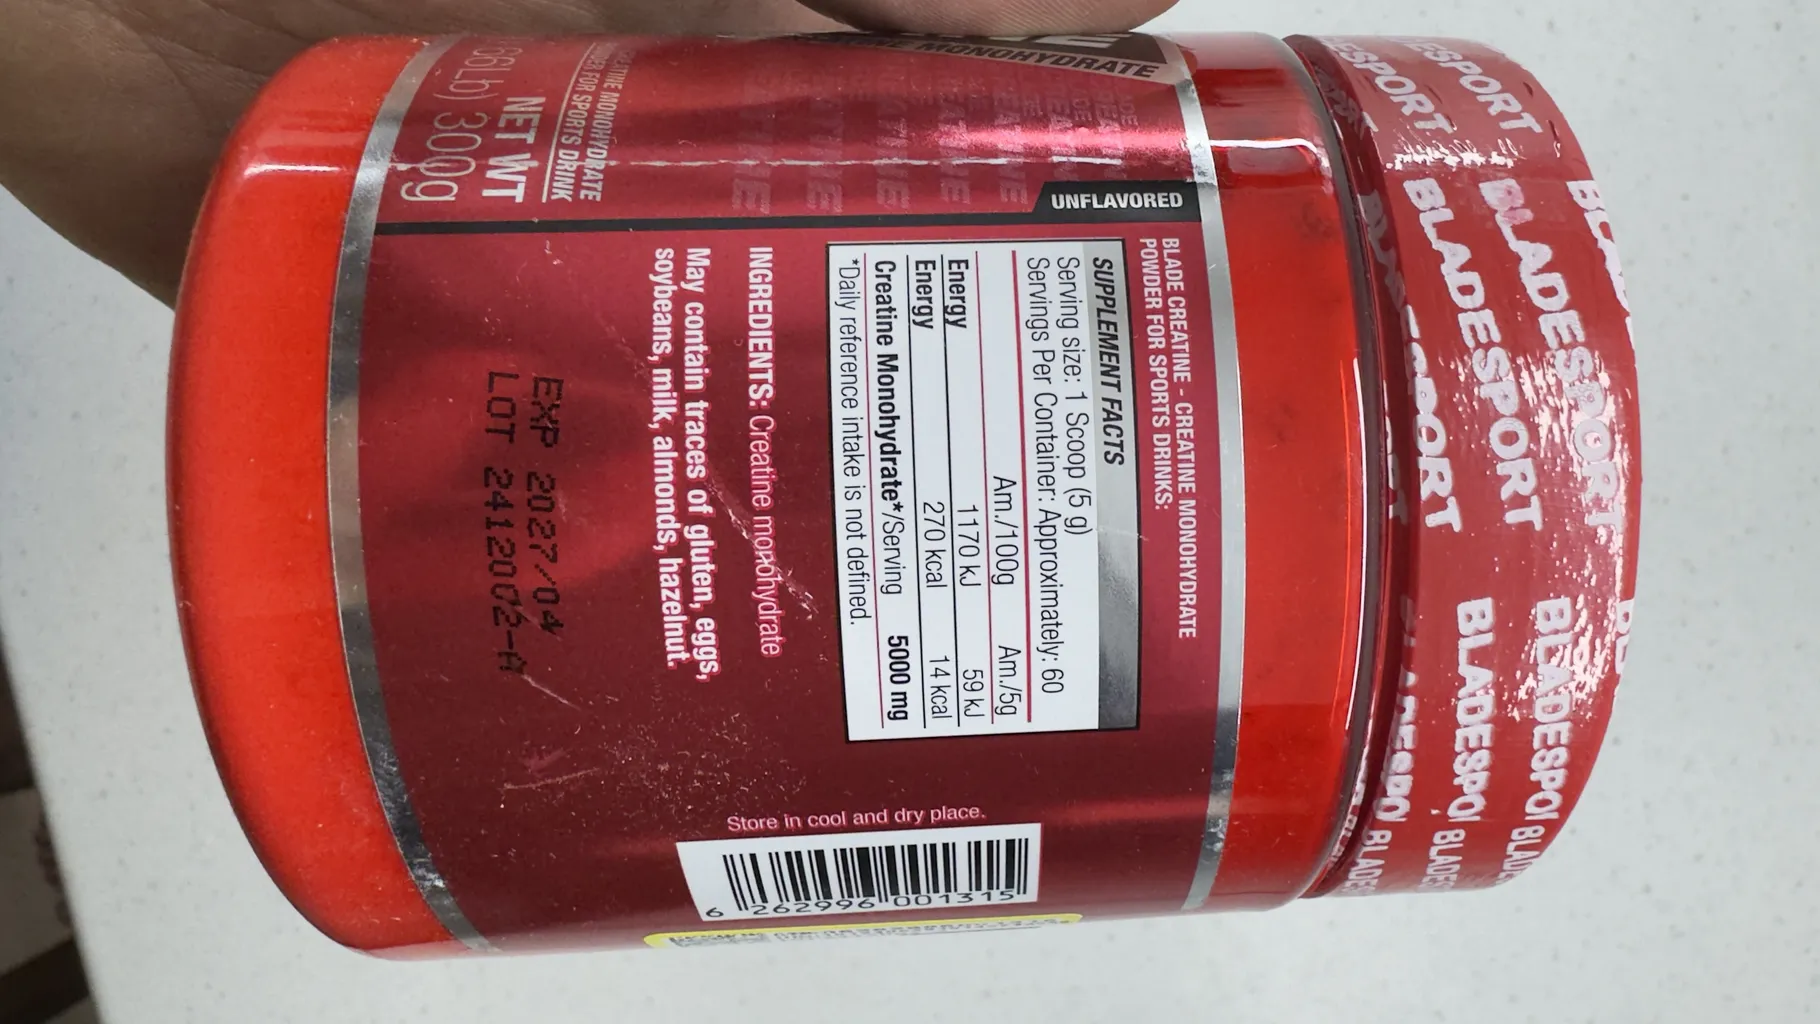 MONOHYDRATE
CREATINE MONOHYDRATE
POWDER FOR SPORTS DRINK
NET WT
300g
UNFLAVORED
BLADE CREATINE - CREATINE MONOHYDRATE
POWDER FOR SPORTS DRINKS:
SUPPLEMENT FACTS
Serving size: 1 Scoop (5 g)
Servings Per Container: Approximately: 60
Am./100g Am./5g
Energy 1170 kJ 59 kJ
Energy 270 kcal 14 kcal
Creatine Monohydrate*/Serving 5000 mg
*Daily reference intake is not defined.
INGREDIENTS: Creatine monohydrate
May contain traces of gluten, eggs,
soybeans, milk, almonds, hazelnut.
EXP 2027/04
LOT 2412002-A
Store in cool and dry place.
6 262996 001315
BLADESPORT
BLADESPORT
BLADESPORT